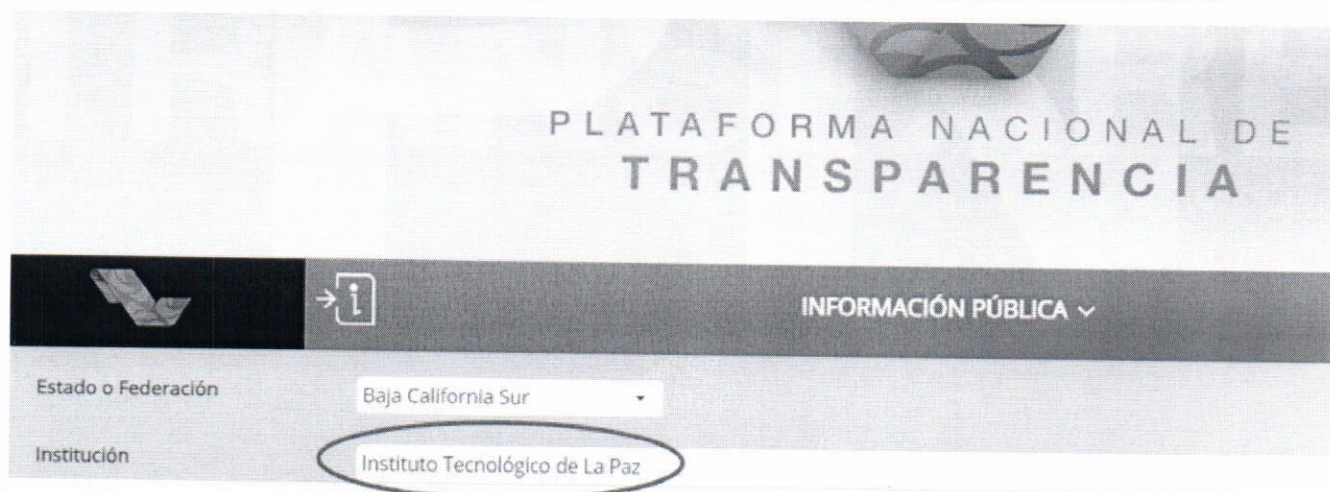 PLATAFORMA NACIONAL DE
TRANSPARENCIA
INFORMACIÓN PÚBLICA
Estado o Federación
Baja California Sur
Institución
Instituto Tecnológico de La Paz